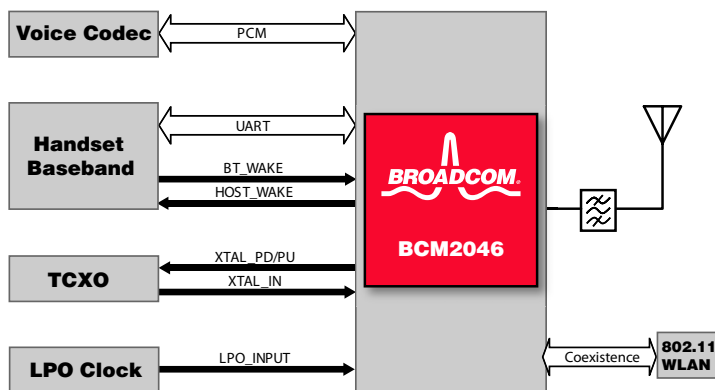 Voice Codec
PCM
Handset
Baseband
UART
BT_WAKE
HOST_WAKE
BROADCOM®
BCM2046
TCXO
XTAL_PD/PU
XTAL_IN
LPO Clock
LPO_INPUT
Coexistence
802.11
WLAN